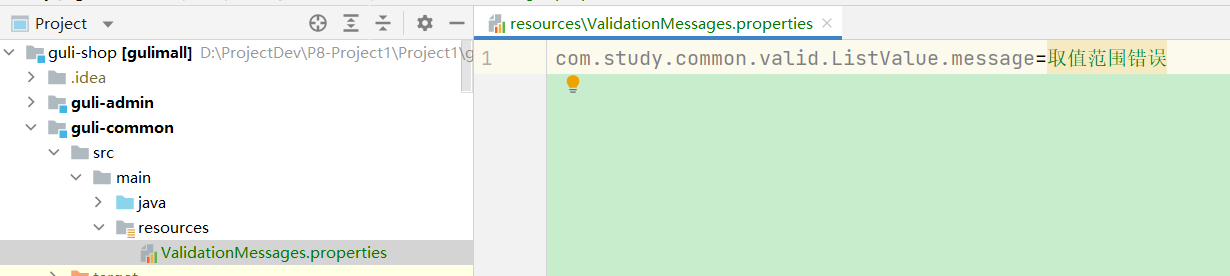 Project
resources\ValidationMessages.properties
guli-shop [gulimall] D:\ProjectDev\P8-Project1\Project1\g
.idea
guli-admin
guli-common
src
main
java
resources
ValidationMessages.properties
target
1 com.study.common.valid.ListValue.message=取值范围错误